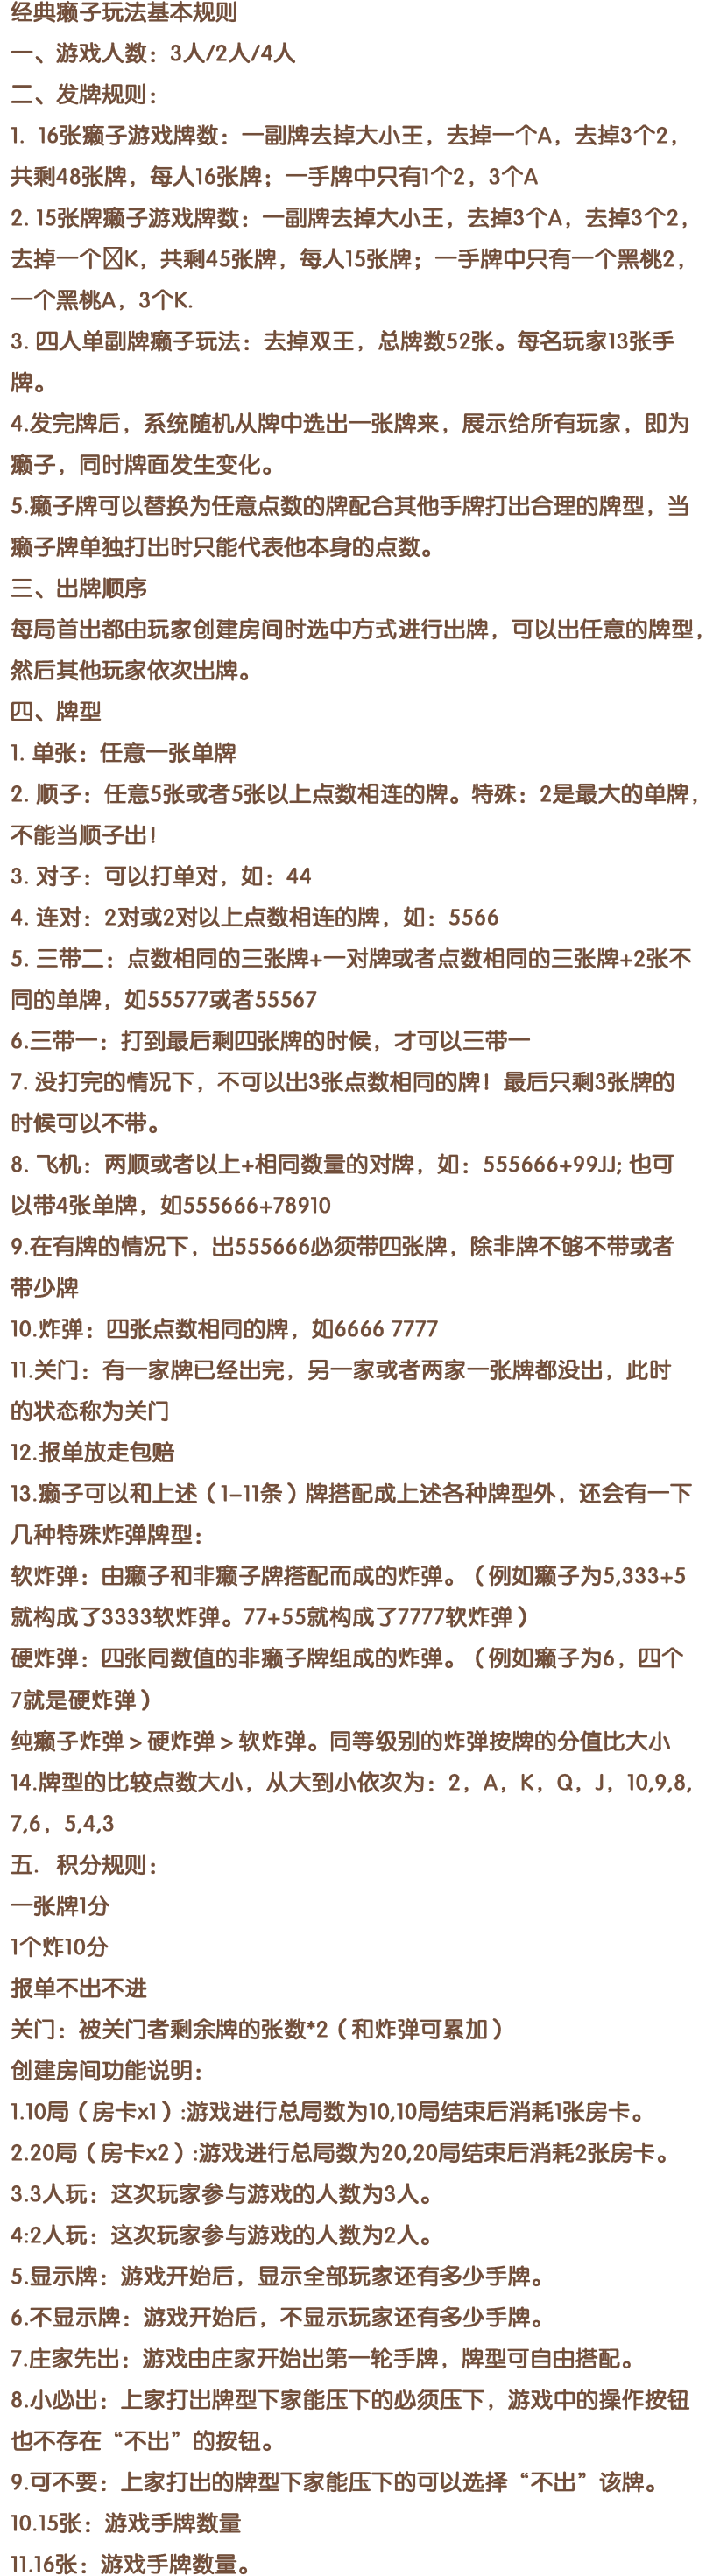 经典癞子玩法基本规则
一、游戏人数：3人/2人/4人
二、发牌规则：
1. 16张癞子游戏牌数：一副牌去掉大小王，去掉一个A，去掉3个2，
共剩48张牌，每人16张牌；一手牌中只有1个2，3个A
2. 15张牌癞子游戏牌数：一副牌去掉大小王，去掉3个A，去掉3个2，
去掉一个K，共剩45张牌，每人15张牌；一手牌中只有一个黑桃2，
一个黑桃A，3个K.
3. 四人单副牌癞子玩法：去掉双王，总牌数52张。每名玩家13张手
牌。
4.发完牌后，系统随机从牌中选出一张牌来，展示给所有玩家，即为
癞子，同时牌面发生变化。
5.癞子牌可以替换为任意点数的牌配合其他手牌打出合理的牌型，当
癞子牌单独打出时只能代表他本身的点数。
三、出牌顺序
每局首出都由玩家创建房间时选中方式进行出牌，可以出任意的牌型，
然后其他玩家依次出牌。
四、牌型
1. 单张：任意一张单牌
2. 顺子：任意5张或者5张以上点数相连的牌。特殊：2是最大的单牌，
不能当顺子出！
3. 对子：可以打单对，如：44
4. 连对：2对或2对以上点数相连的牌，如：5566
5. 三带二：点数相同的三张牌+一对牌或者点数相同的三张牌+2张不
同的单牌，如55577或者55567
6.三带一：打到最后剩四张牌的时候，才可以三带一
7. 没打完的情况下，不可以出3张点数相同的牌！最后只剩3张牌的
时候可以不带。
8. 飞机：两顺或者以上+相同数量的对牌，如：555666+99JJ; 也可
以带4张单牌，如555666+78910
9.在有牌的情况下，出555666必须带四张牌，除非牌不够不带或者
带少牌
10.炸弹：四张点数相同的牌，如6666 7777
11.关门：有一家牌已经出完，另一家或者两家一张牌都没出，此时
的状态称为关门
12.报单放走包赔
13.癞子可以和上述（1-11条）牌搭配成上述各种牌型外，还会有一下
几种特殊炸弹牌型：
软炸弹：由癞子和非癞子牌搭配而成的炸弹。（例如癞子为5,333+5
就构成了3333软炸弹。77+55就构成了7777软炸弹）
硬炸弹：四张同数值的非癞子牌组成的炸弹。（例如癞子为6，四个
7就是硬炸弹）
纯癞子炸弹＞硬炸弹＞软炸弹。同等级别的炸弹按牌的分值比大小
14.牌型的比较点数大小，从大到小依次为：2，A，K，Q，J，10,9,8,
7,6，5,4,3
五. 积分规则：
一张牌1分
1个炸10分
报单不出不进
关门：被关门者剩余牌的张数*2（和炸弹可累加）
创建房间功能说明：
1.10局（房卡x1）:游戏进行总局数为10,10局结束后消耗1张房卡。
2.20局（房卡x2）:游戏进行总局数为20,20局结束后消耗2张房卡。
3.3人玩：这次玩家参与游戏的人数为3人。
4:2人玩：这次玩家参与游戏的人数为2人。
5.显示牌：游戏开始后，显示全部玩家还有多少手牌。
6.不显示牌：游戏开始后，不显示玩家还有多少手牌。
7.庄家先出：游戏由庄家开始出第一轮手牌，牌型可自由搭配。
8.小必出：上家打出牌型下家能压下的必须压下，游戏中的操作按钮
也不存在“不出”的按钮。
9.可不要：上家打出的牌型下家能压下的可以选择“不出”该牌。
10.15张：游戏手牌数量
11.16张：游戏手牌数量。